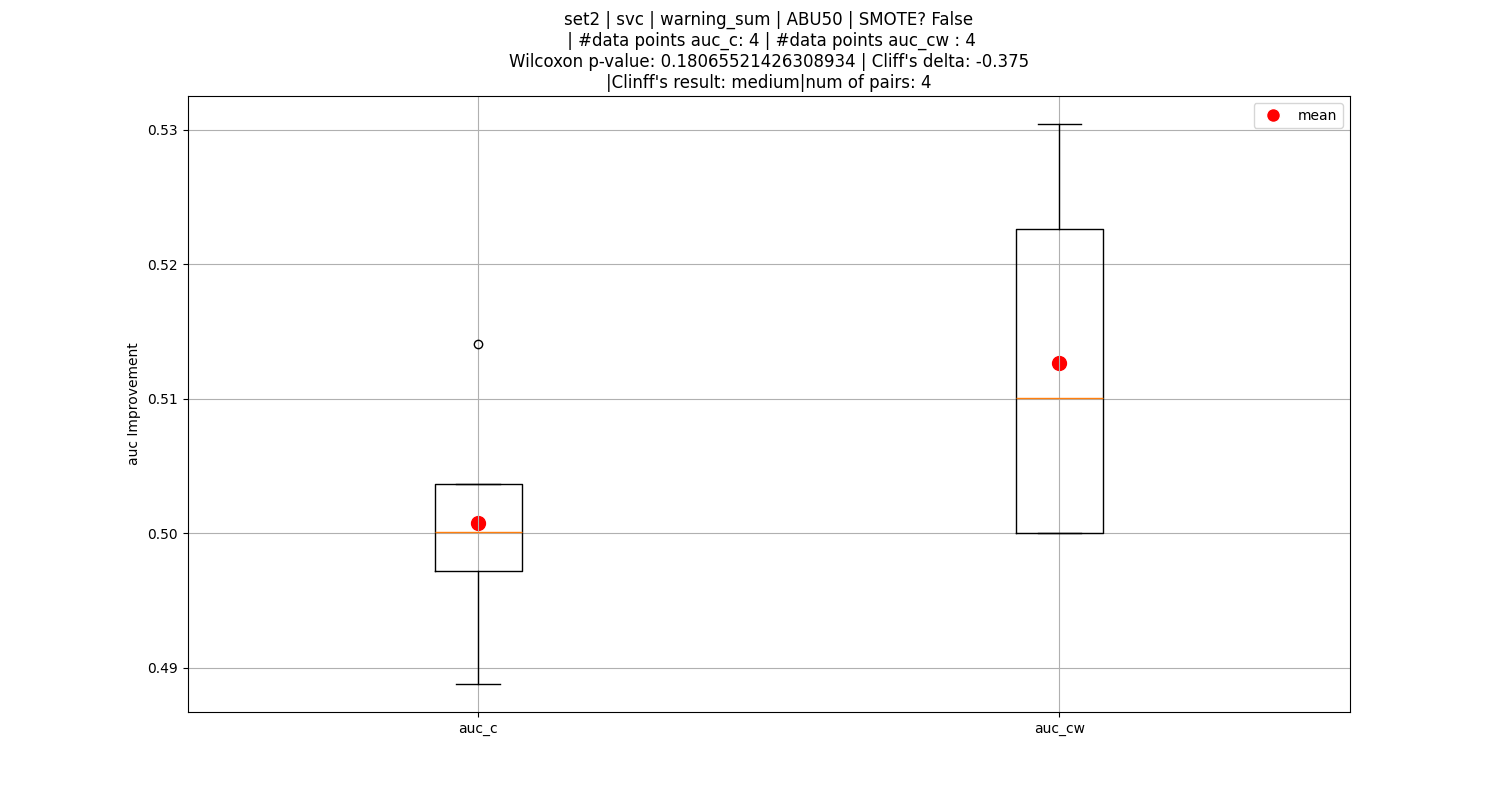 set2 | svc | warning_sum | ABU50 | SMOTE? False
| #data points auc_c: 4 | #data points auc_cw : 4
Wilcoxon p-value: 0.18065521426308934 | Cliff's delta: -0.375
|Clinff's result: medium|num of pairs: 4
mean
0.53
0.52
0.51
0.50
0.49
auc Improvement
auc_c
auc_cw